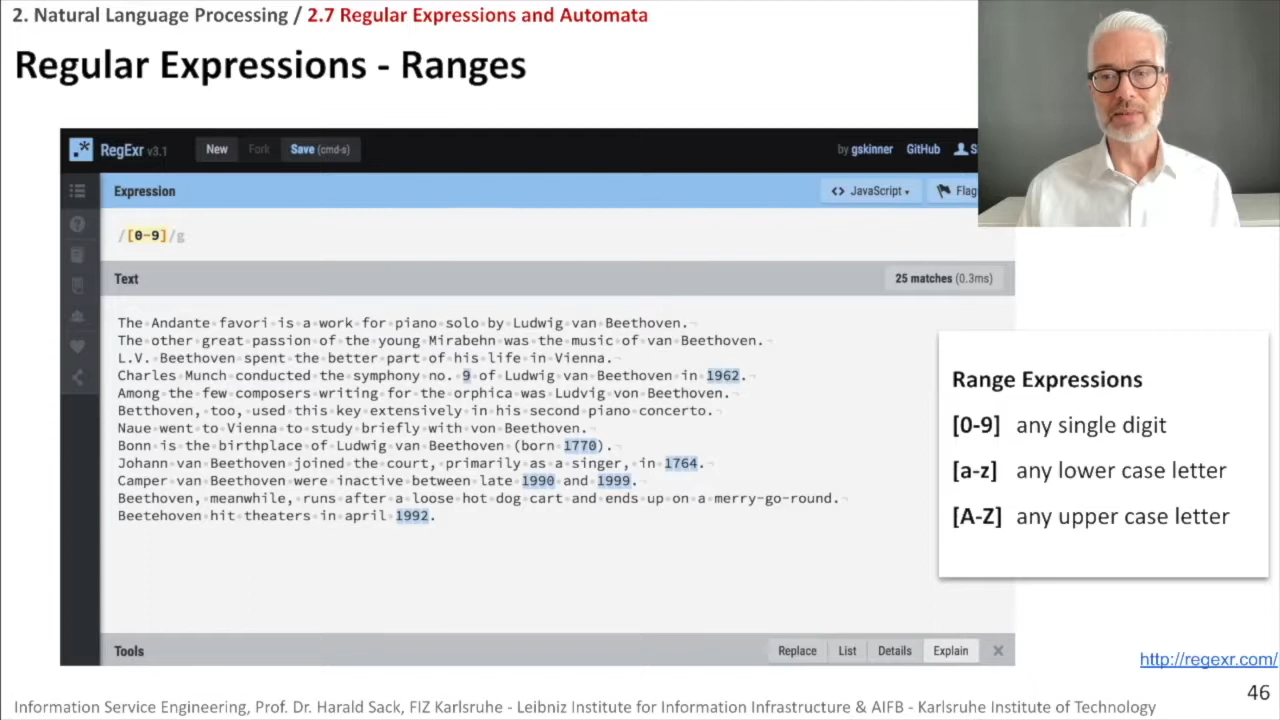 2. Natural Language Processing / 2.7 Regular Expressions and Automata
Regular Expressions - Ranges
RegExr v3.1 New Fork Save (cmd-s) by gskinner GitHub S
Expression <> JavaScript Flag
/[0-9]/g
Text 25 matches (0.3ms)
The Andante favori is a work for piano solo by Ludwig van Beethoven.
The other great passion of the young Mirabehn was the music of van Beethoven.
L.V. Beethoven spent the better part of his life in Vienna.
Charles Munch conducted the symphony no. 9 of Ludwig van Beethoven in 1962.
Among the few composers writing for the orphica was Ludvig von Beethoven.
Betthoven, too, used this key extensively in his second piano concerto.
Naue went to Vienna to study briefly with von Beethoven.
Bonn is the birthplace of Ludwig van Beethoven (born 1770).
Johann van Beethoven joined the court, primarily as a singer, in 1764.
Camper van Beethoven were inactive between late 1990 and 1999.
Beethoven, meanwhile, runs after a loose hot dog cart and ends up on a merry-go-round.
Beetehoven hit theaters in april 1992.
Range Expressions
[0-9] any single digit
[a-z] any lower case letter
[A-Z] any upper case letter
Tools Replace List Details Explain
http://regexr.com/
46
Information Service Engineering, Prof. Dr. Harald Sack, FIZ Karlsruhe - Leibniz Institute for Information Infrastructure & AIFB - Karlsruhe Institute of Technology